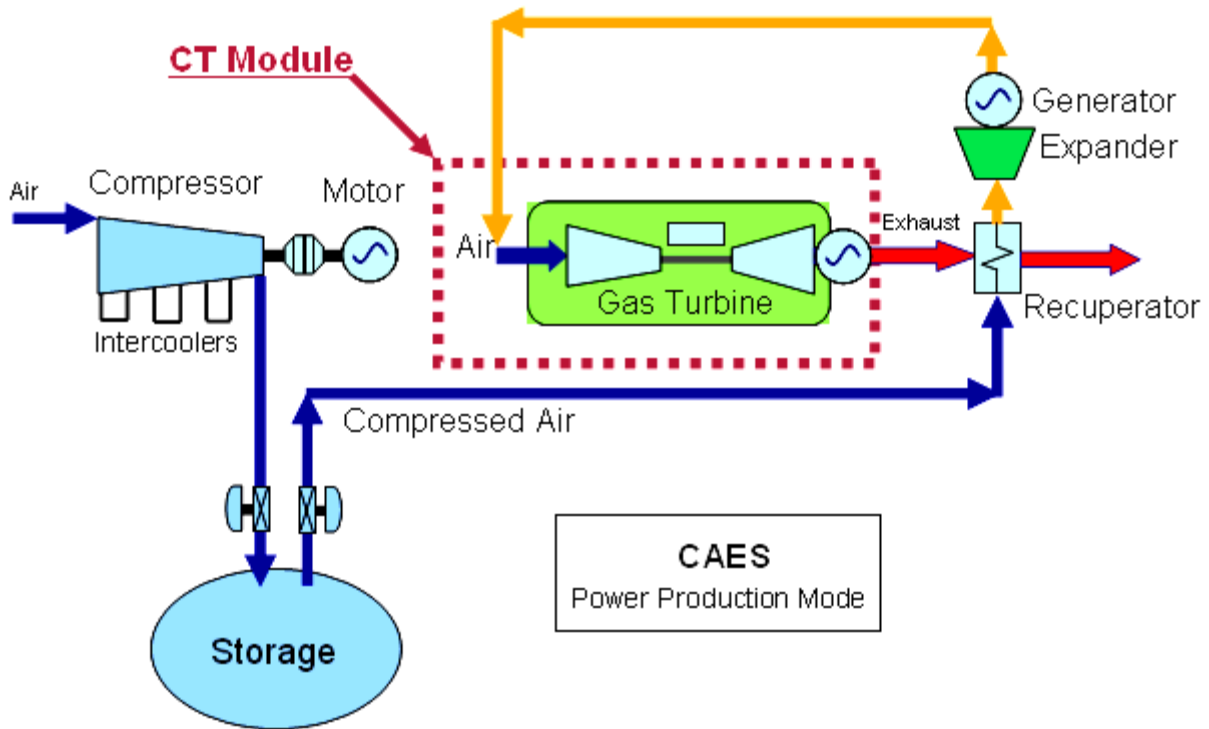 CT Module
Generator
Expander
Air
Compressor
Motor
Exhaust
Air
Gas Turbine
Recuperator
Intercoolers
Compressed Air
CAES
Power Production Mode
Storage